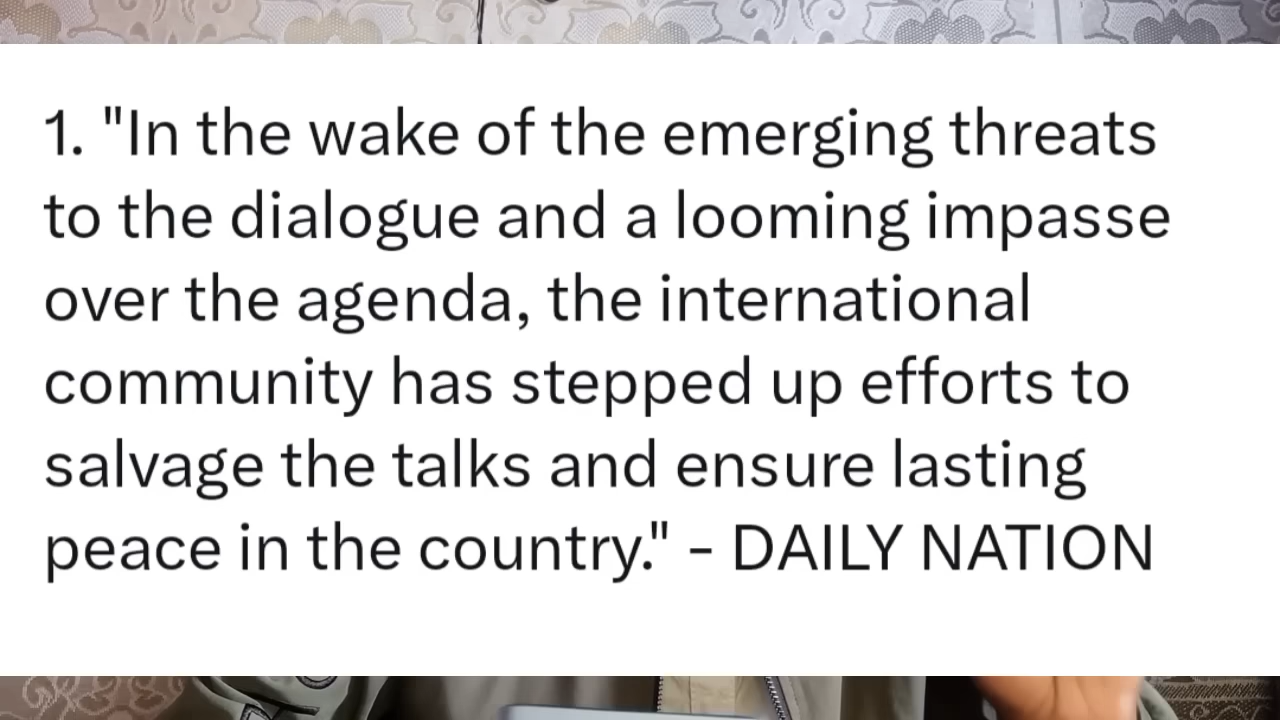 1. "In the wake of the emerging threats
to the dialogue and a looming impasse
over the agenda, the international
community has stepped up efforts to
salvage the talks and ensure lasting
peace in the country." – DAILY NATION